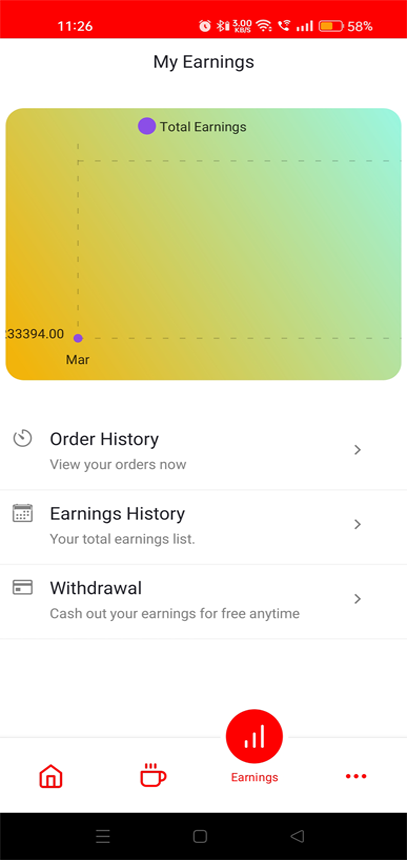 11:26
3.00
KB/S
58%
My Earnings
Total Earnings
33394.00
Mar
Order History
View your orders now
Earnings History
Your total earnings list.
Withdrawal
Cash out your earnings for free anytime
Earnings